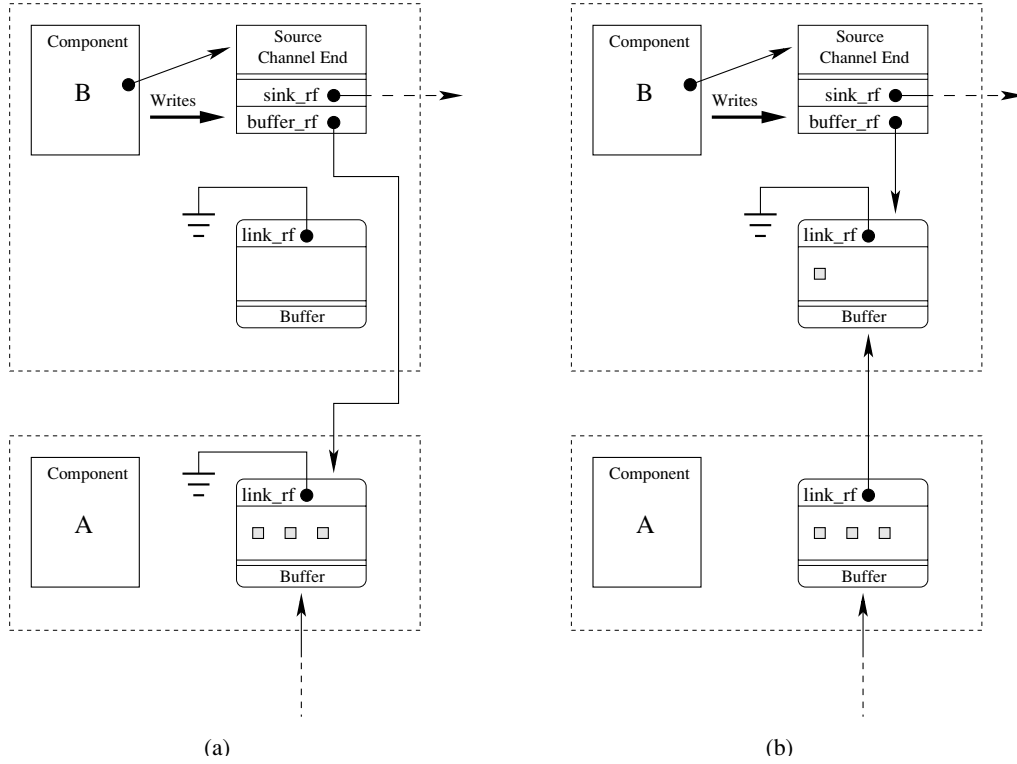 Component
B
Writes
Source
Channel End
sink_rf
buffer_rf
link_rf
Buffer
Component
A
link_rf
Buffer
(a)
Component
B
Writes
Source
Channel End
sink_rf
buffer_rf
link_rf
Buffer
Component
A
link_rf
Buffer
(b)